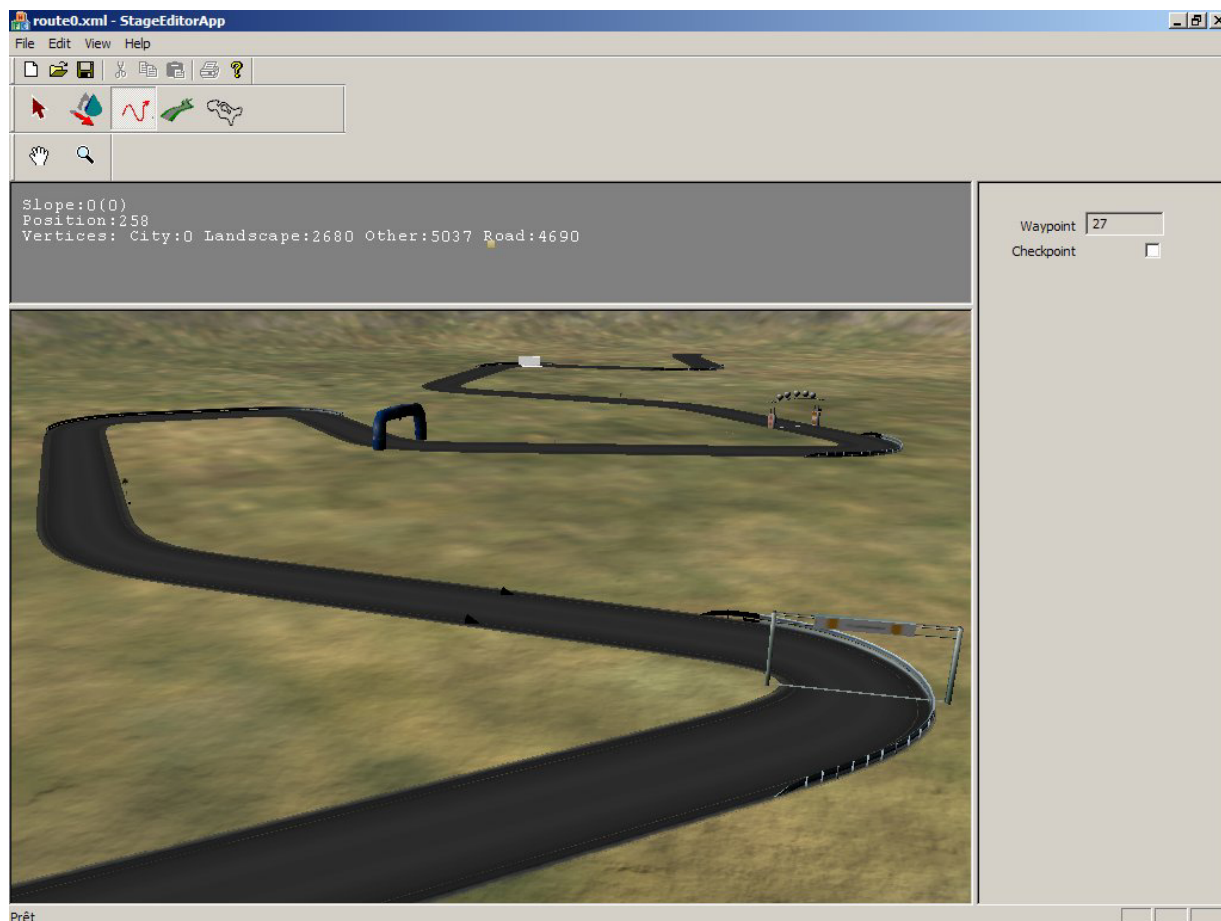 route0.xml - StageEditorApp
File Edit View Help
Slope:0(0)
Position:258
Vertices: City:0 Landscape:2680 Other:5037 Road:4690
Waypoint 27
Checkpoint
Prêt